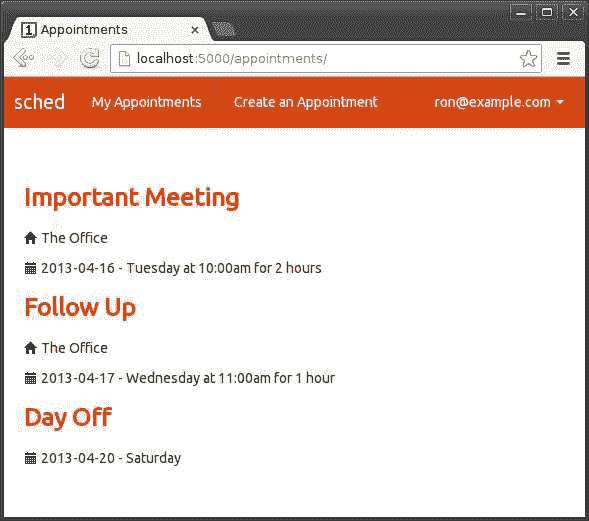 Appointments
localhost:5000/appointments/
sched My Appointments Create an Appointment ron@example.com
Important Meeting
The Office
2013-04-16 - Tuesday at 10:00am for 2 hours
Follow Up
The Office
2013-04-17 - Wednesday at 11:00am for 1 hour
Day Off
2013-04-20 - Saturday